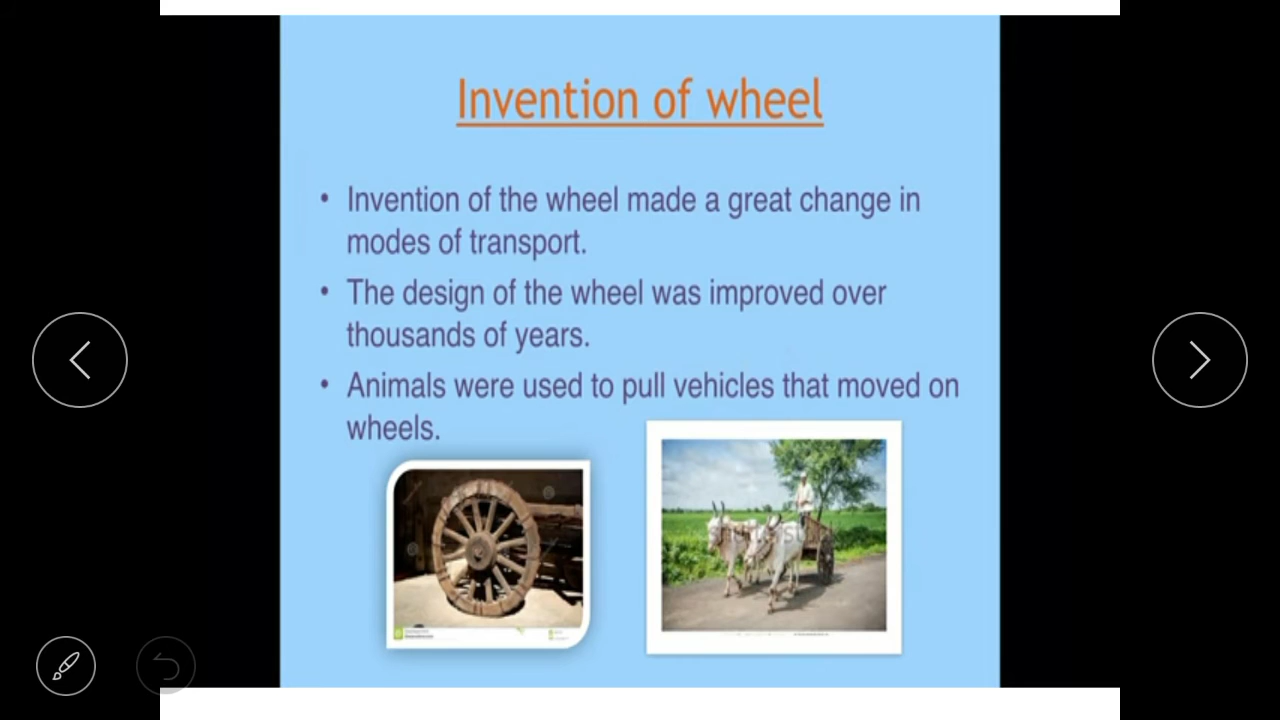 Invention of wheel
• Invention of the wheel made a great change in
modes of transport.
• The design of the wheel was improved over
thousands of years.
• Animals were used to pull vehicles that moved on
wheels.